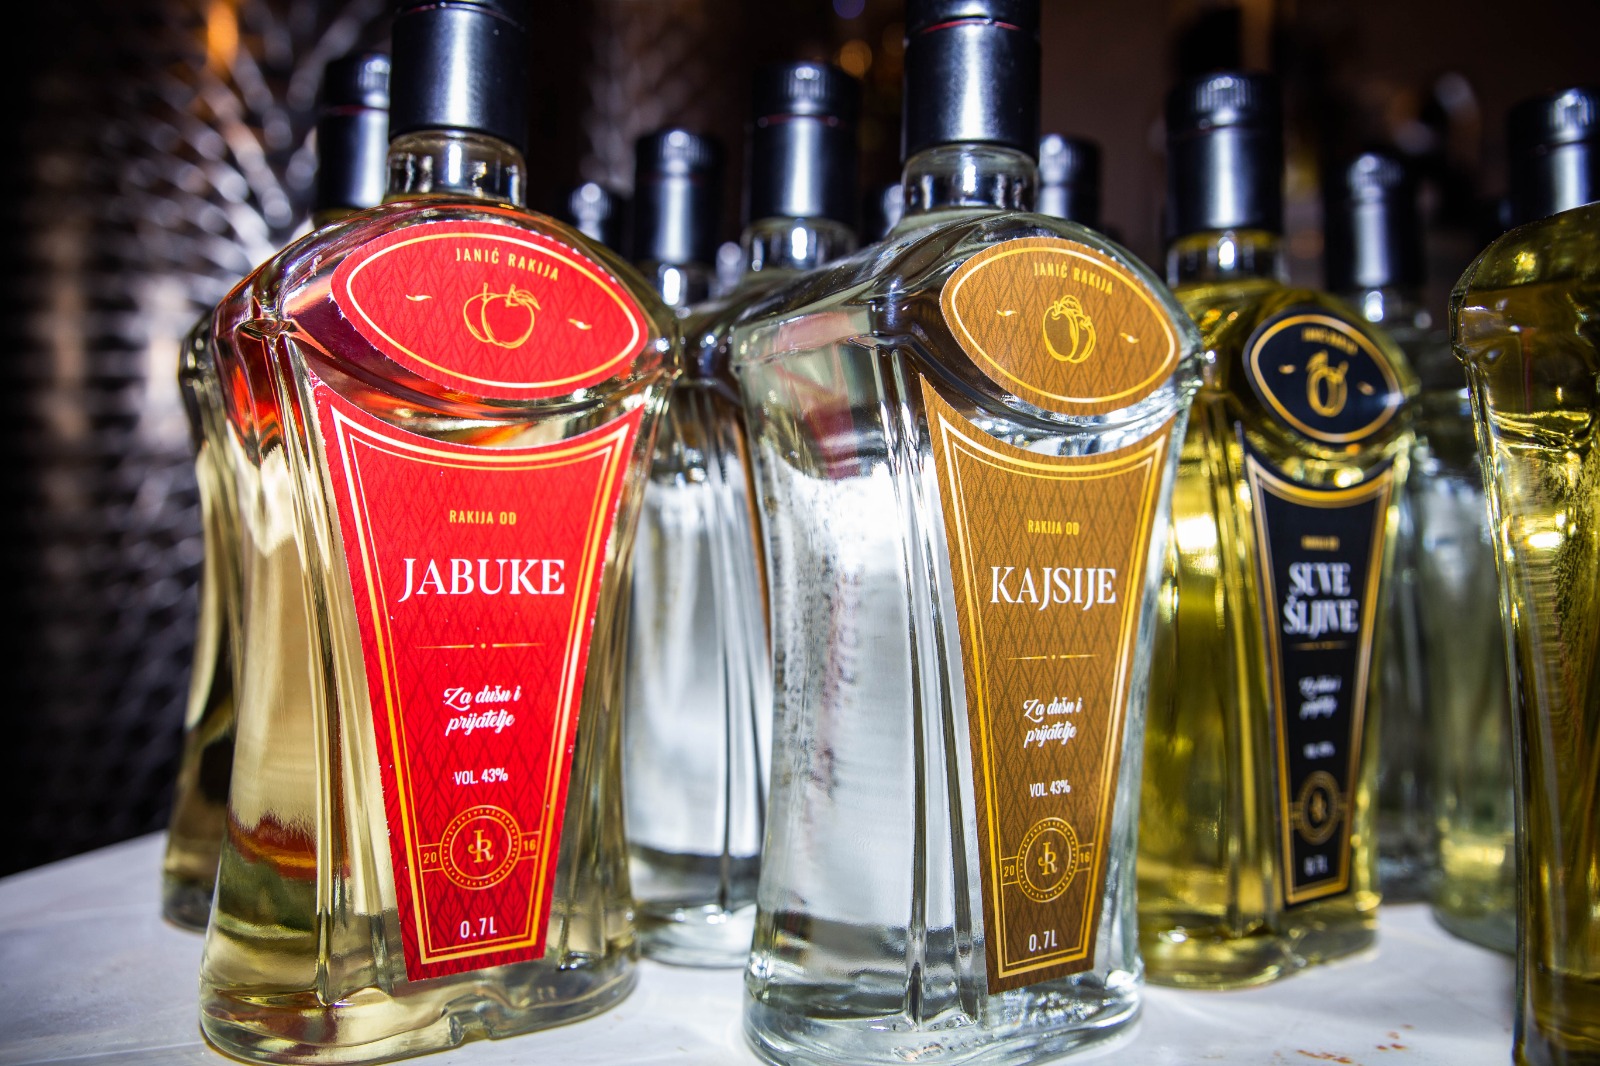 JANIĆ RAKIJA
RAKIJA OD
JABUKE
Za dušu i
prijatelje
VOL. 43%
20 JR 16
0.7L
JANIĆ RAKIJA
RAKIJA OD
KAJSIJE
Za dušu i
prijatelje
VOL. 43%
20 JR 16
0.7L
SUVE
ŠLJIVE